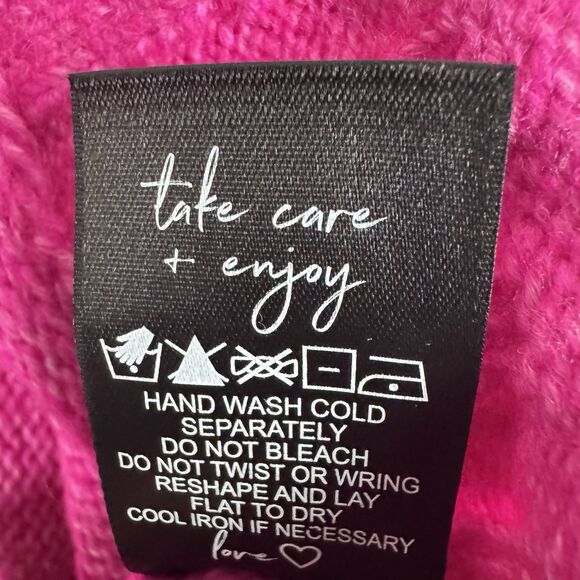 take care
+ enjoy
HAND WASH COLD
SEPARATELY
DO NOT BLEACH
DO NOT TWIST OR WRING
RESHAPE AND LAY
FLAT TO DRY
COOL IRON IF NECESSARY
love ♡